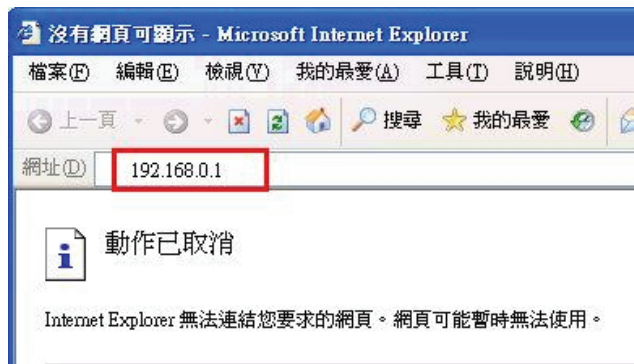 沒有網頁可顯示 - Microsoft Internet Explorer
檔案(F) 編輯(E) 檢視(V) 我的最愛(A) 工具(T) 說明(H)
上一頁 搜尋 我的最愛
網址(D) 192.168.0.1
動作已取消
Internet Explorer 無法連結您要求的網頁。網頁可能暫時無法使用。